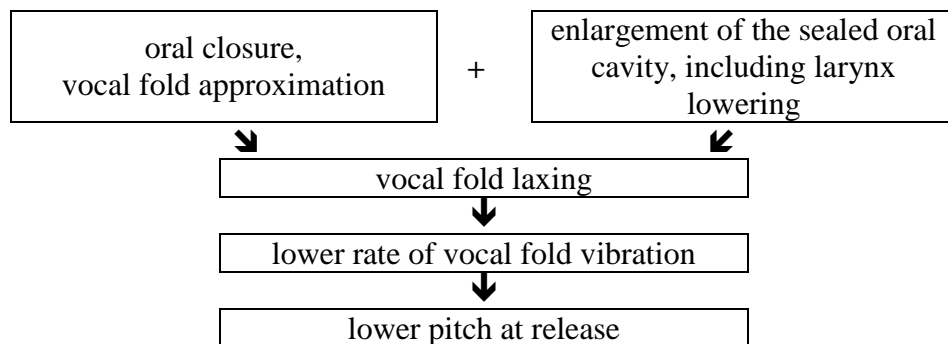 oral closure,
vocal fold approximation
+
enlargement of the sealed oral
cavity, including larynx
lowering
vocal fold laxing
lower rate of vocal fold vibration
lower pitch at release